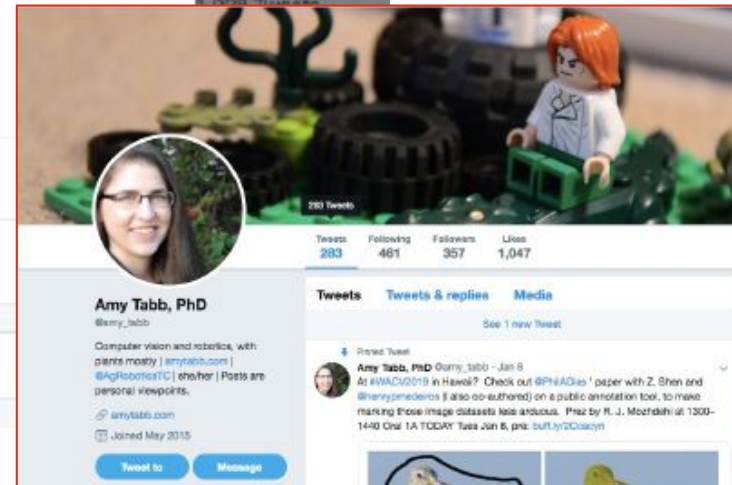 283 Tweets
Tweets Following Followers Likes
283 461 357 1,047
Amy Tabb, PhD
@amy_tabb
Computer vision and robotics, with
plants mostly | amytabb.com |
@AgRoboticsTC | she/her | Posts are
personal viewpoints.
amytabb.com
Joined May 2015
Tweet to Message
Tweets Tweets & replies Media
See 1 new Tweet
Pinned Tweet
Amy Tabb, PhD @amy_tabb · Jan 8
At #WACV2019 in Hawaii? Check out @PhilADias ' paper with Z. Shen and
@henrypmedeiros (I also co-authored) on a public annotation tool, to make
marking those image datasets less arduous. Prez by R. J. Mozhdehi at 1300-
1440 Oral 1A TODAY Tues Jan 8, pre: